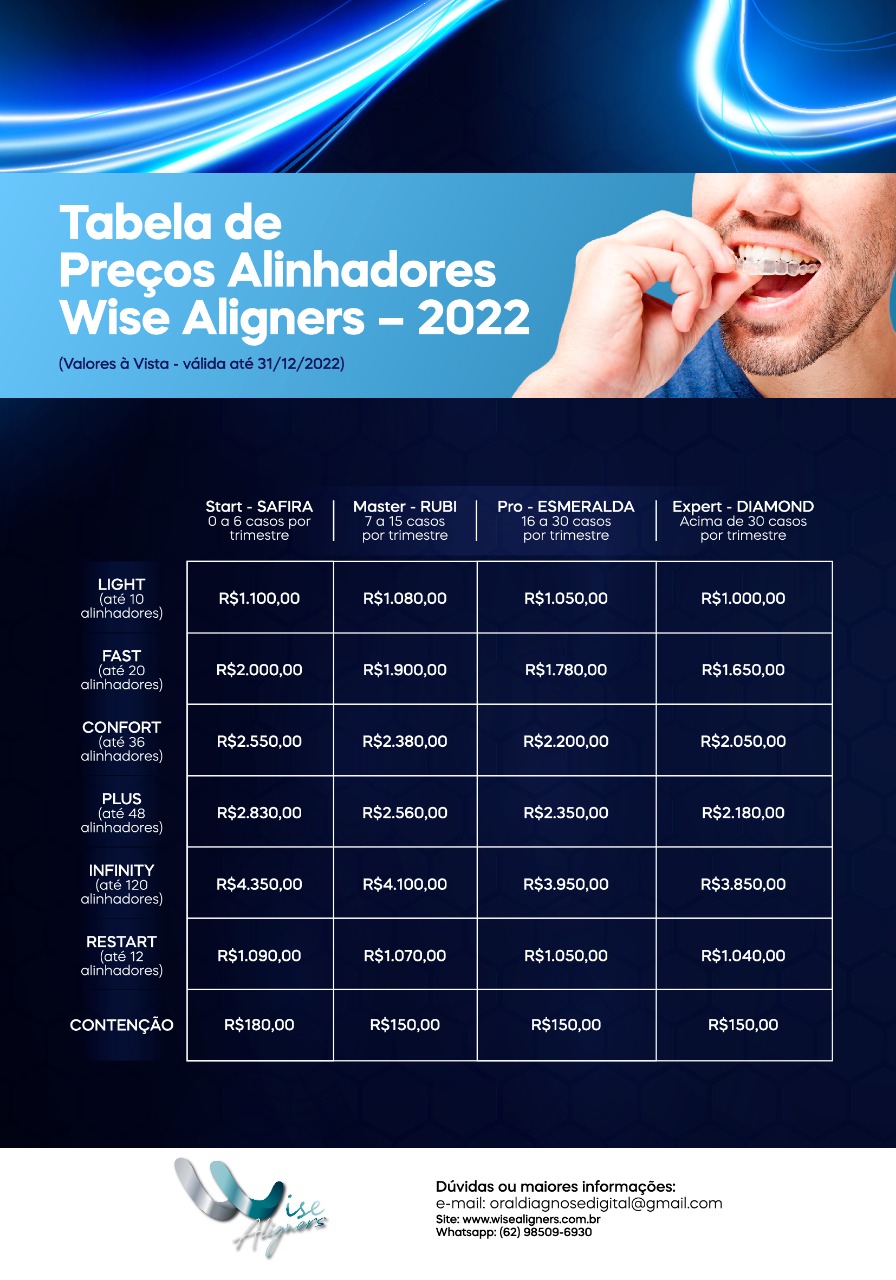 Tabela de
Preços Alinhadores
Wise Aligners – 2022
(Valores à Vista - válida até 31/12/2022)
Start - SAFIRA
0 a 6 casos por
trimestre
Master - RUBI
7 a 15 casos
por trimestre
Pro - ESMERALDA
16 a 30 casos
por trimestre
Expert - DIAMOND
Acima de 30 casos
por trimestre
LIGHT
(até 10
alinhadores)
R$1.100,00
R$1.080,00
R$1.050,00
R$1.000,00
FAST
(até 20
alinhadores)
R$2.000,00
R$1.900,00
R$1.780,00
R$1.650,00
CONFORT
(até 36
alinhadores)
R$2.550,00
R$2.380,00
R$2.200,00
R$2.050,00
PLUS
(até 48
alinhadores)
R$2.830,00
R$2.560,00
R$2.350,00
R$2.180,00
INFINITY
(até 120
alinhadores)
R$4.350,00
R$4.100,00
R$3.950,00
R$3.850,00
RESTART
(até 12
alinhadores)
R$1.090,00
R$1.070,00
R$1.050,00
R$1.040,00
CONTENÇÃO
R$180,00
R$150,00
R$150,00
R$150,00
Wise
Aligners
Dúvidas ou maiores informações:
e-mail: oraldiagnosedigital@gmail.com
Site: www.wisealigners.com.br
Whatsapp: (62) 98509-6930